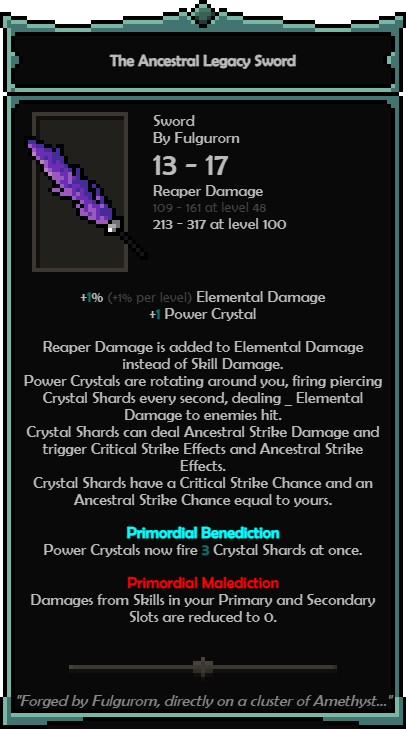 The Ancestral Legacy Sword
Sword
By Fulgurorn
13 - 17
Reaper Damage
109 - 161 at level 48
213 - 317 at level 100
+1% (+1% per level) Elemental Damage
+1 Power Crystal
Reaper Damage is added to Elemental Damage
instead of Skill Damage.
Power Crystals are rotating around you, firing piercing
Crystal Shards every second, dealing _ Elemental
Damage to enemies hit.
Crystal Shards can deal Ancestral Strike Damage and
trigger Critical Strike Effects and Ancestral Strike
Effects.
Crystal Shards have a Critical Strike Chance and an
Ancestral Strike Chance equal to yours.
Primordial Benediction
Power Crystals now fire 3 Crystal Shards at once.
Primordial Malediction
Damages from Skills in your Primary and Secondary
Slots are reduced to 0.
"Forged by Fulgurorn, directly on a cluster of Amethyst..."